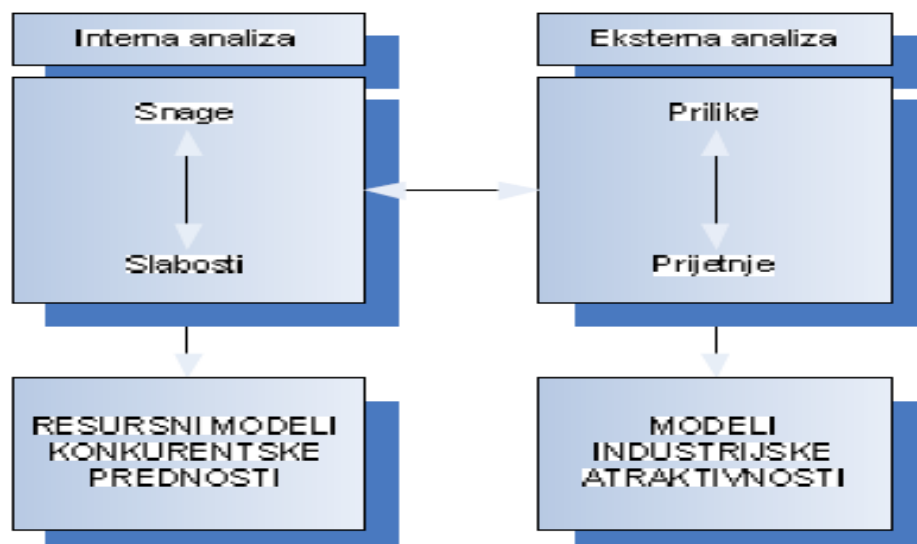 Interna analiza
Eksterna analiza
Snage
Slabosti
Prilike
Prijetnje
RESURSNI MODELI
KONKURENTSKE
PREDNOSTI
MODELI
INDUSTRIJSKE
ATRAKTIVNOSTI